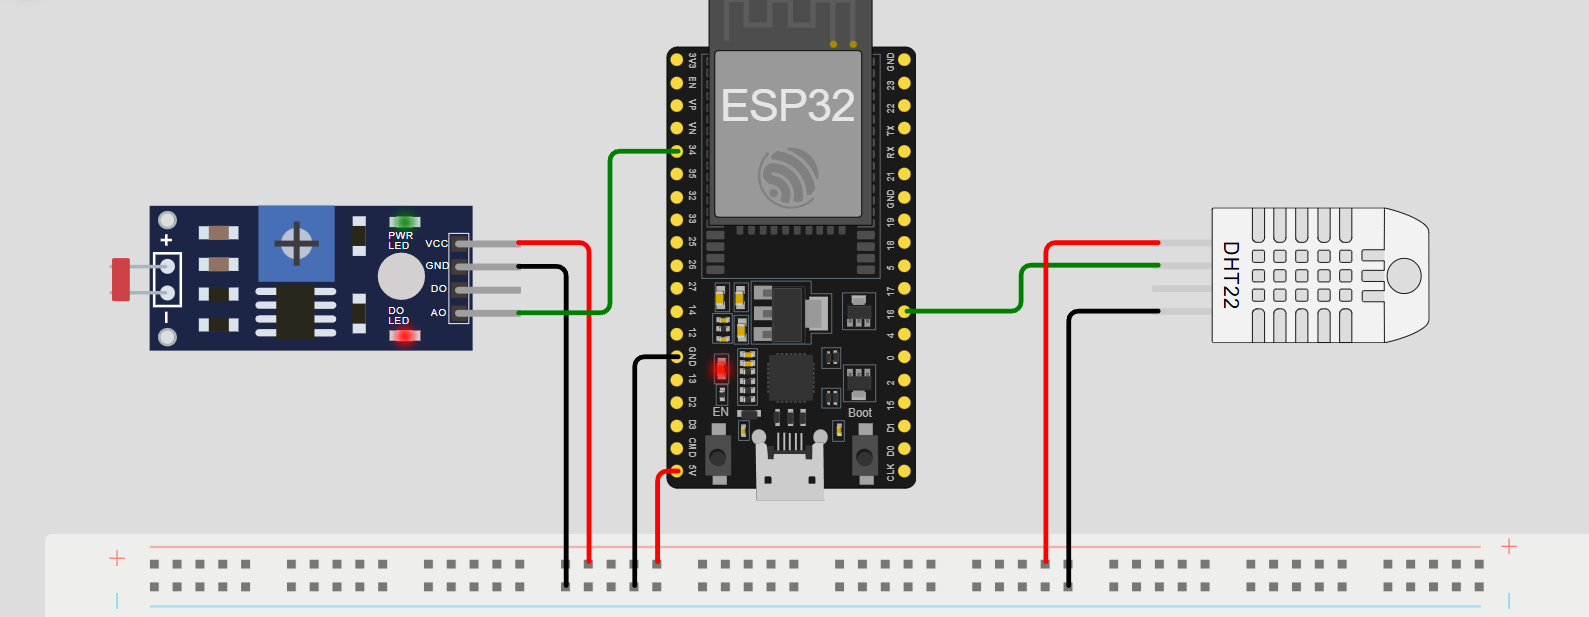 ESP32
3V3
EN
VP
VN
34
35
32
33
25
26
27
14
12
GND
13
D2
D3
CMD
5V
GND
23
22
TX
RX
21
GND
19
18
5
17
16
4
0
2
15
D1
D0
CLK
EN
Boot
+
PWR
LED
VCC
GND
DO
AO
DO
LED
–
DHT22
+
+
|
|